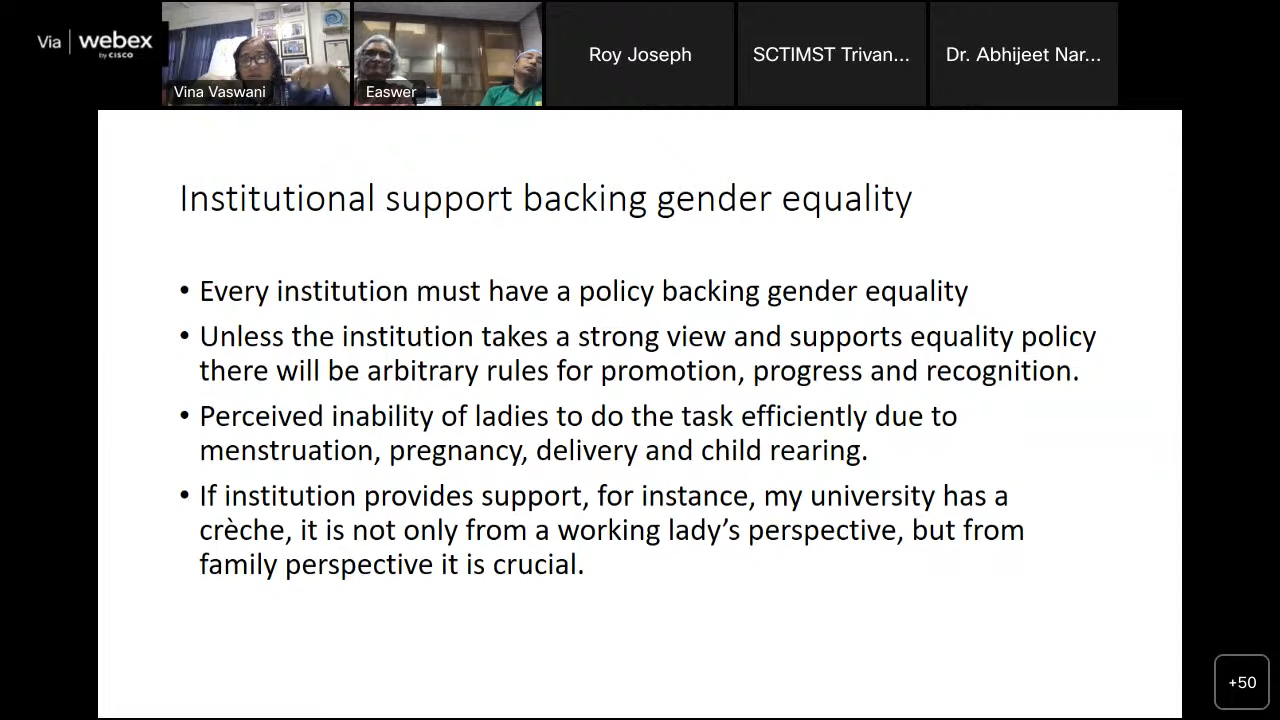 Via | webex
by CISCO
Vina Vaswani
Easwer
Roy Joseph
SCTIMST Trivan...
Dr. Abhijeet Nar...
Institutional support backing gender equality
• Every institution must have a policy backing gender equality
• Unless the institution takes a strong view and supports equality policy
there will be arbitrary rules for promotion, progress and recognition.
• Perceived inability of ladies to do the task efficiently due to
menstruation, pregnancy, delivery and child rearing.
• If institution provides support, for instance, my university has a
crèche, it is not only from a working lady’s perspective, but from
family perspective it is crucial.
+50